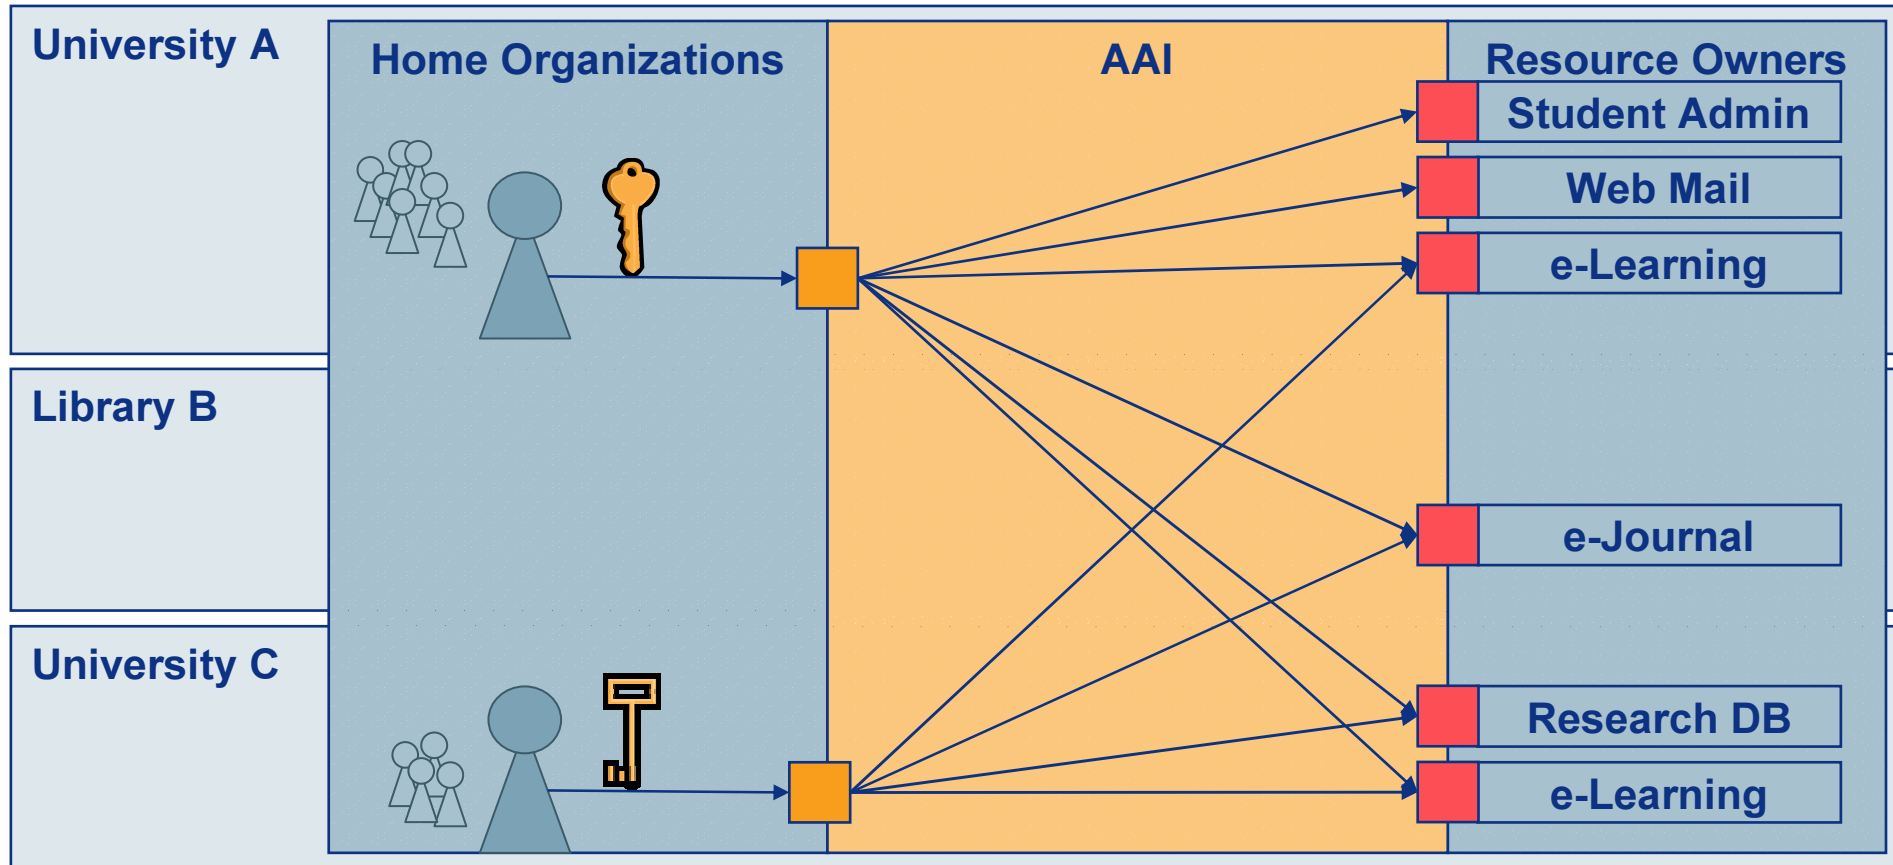 University A
Home Organizations
AAI
Resource Owners
Student Admin
Web Mail
e-Learning
Library B
e-Journal
University C
Research DB
e-Learning